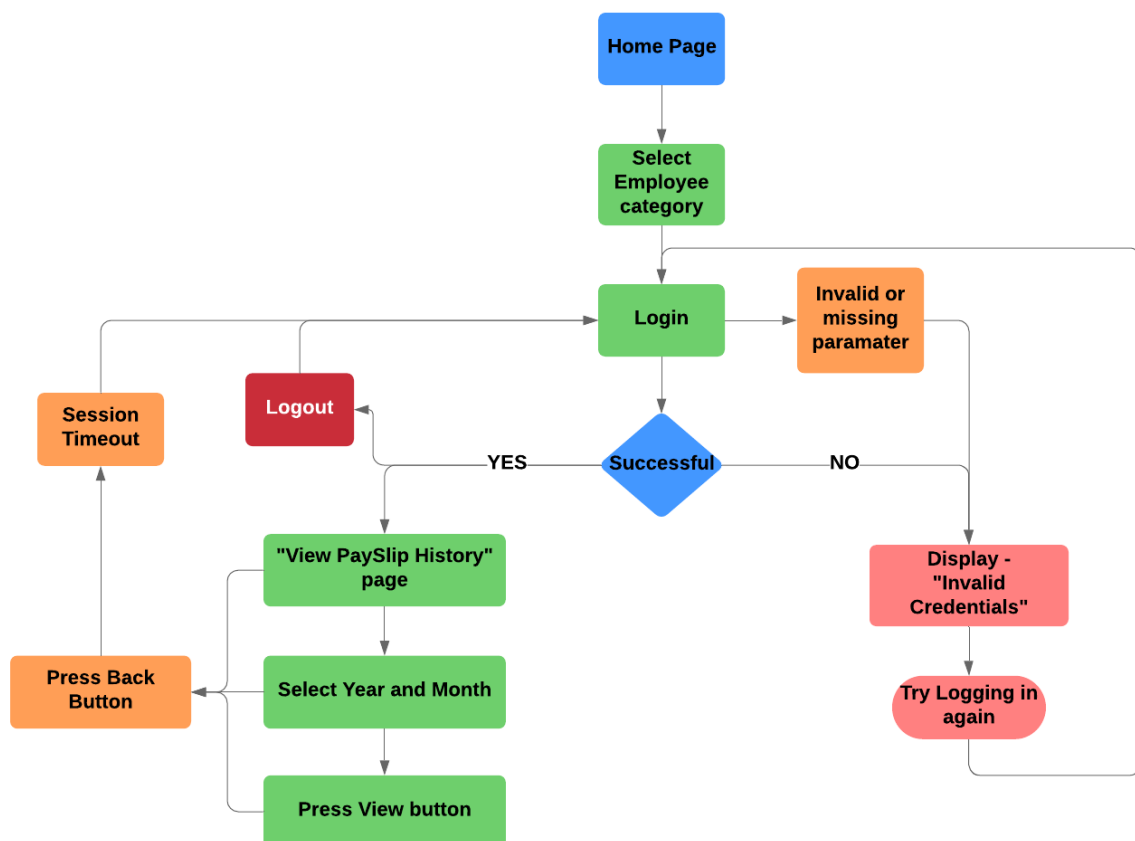 Home Page
Select
Employee
category
Login
Invalid or
missing
paramater
Logout
Session
Timeout
YES
Successful
NO
"View PaySlip History"
page
Display -
"Invalid
Credentials"
Press Back
Button
Select Year and Month
Try Logging in
again
Press View button